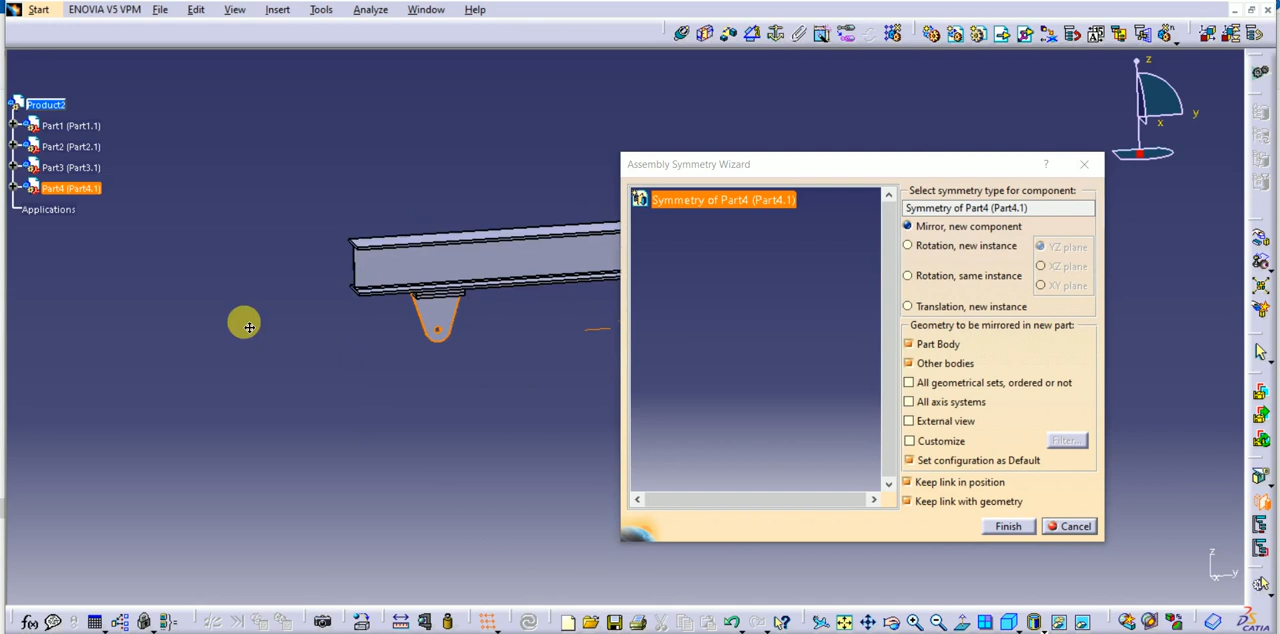 Start ENOVIA V5 VPM File Edit View Insert Tools Analyze Window Help
z
y
x
Product2
Part1 (Part1.1)
Part2 (Part2.1)
Part3 (Part3.1)
Part4 (Part4.1)
Applications
Assembly Symmetry Wizard ?
Symmetry of Part4 (Part4.1)
Select symmetry type for component:
Symmetry of Part4 (Part4.1)
Mirror, new component
Rotation, new instance
YZ plane
XZ plane
Rotation, same instance
XY plane
Translation, new instance
Geometry to be mirrored in new part:
Part Body
Other bodies
All geometrical sets, ordered or not
All axis systems
External view
Customize Filter...
Set configuration as Default
Keep link in position
Keep link with geometry
Finish Cancel
z
x y
f(x)
CATIA